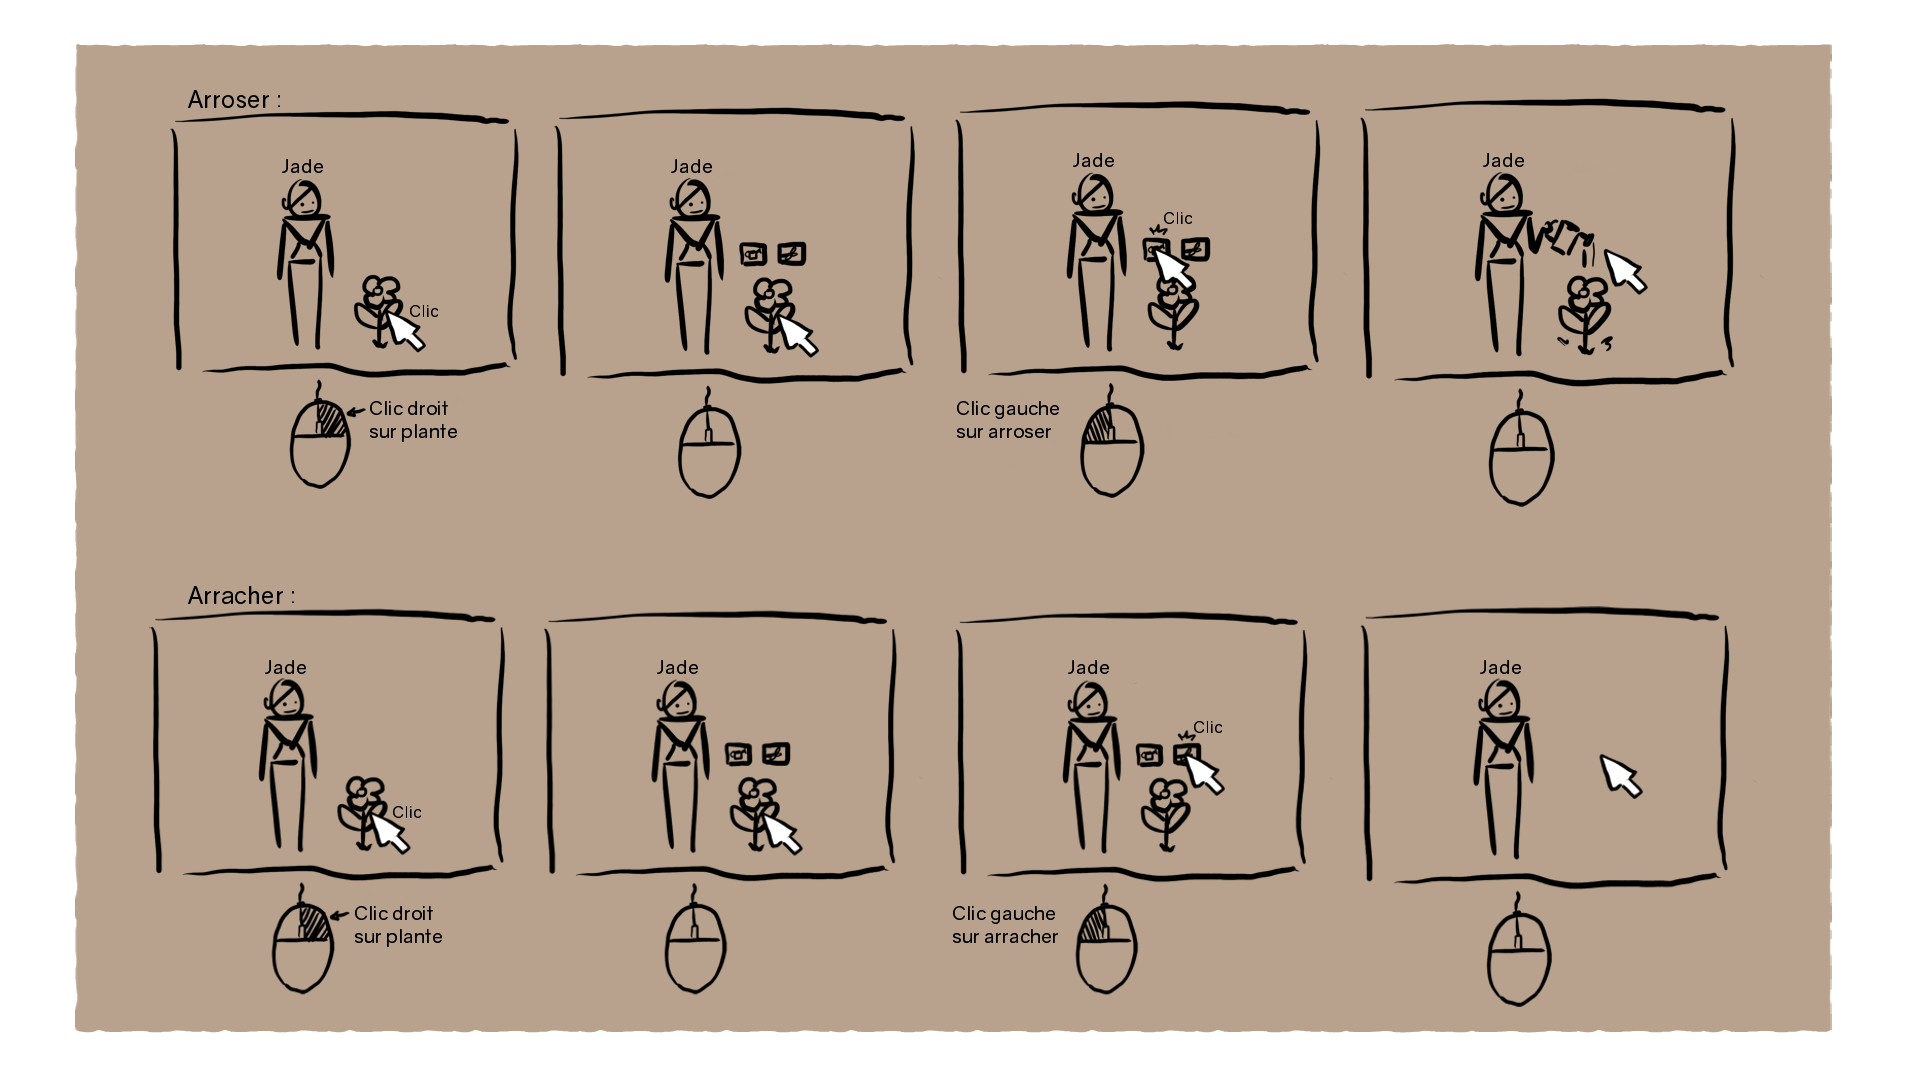 Arroser :
Jade
Clic
Jade
Jade
Clic
Jade
Clic droit
sur plante
Clic gauche
sur arroser
Arracher :
Jade
Clic
Jade
Jade
Clic
Jade
Clic droit
sur plante
Clic gauche
sur arracher